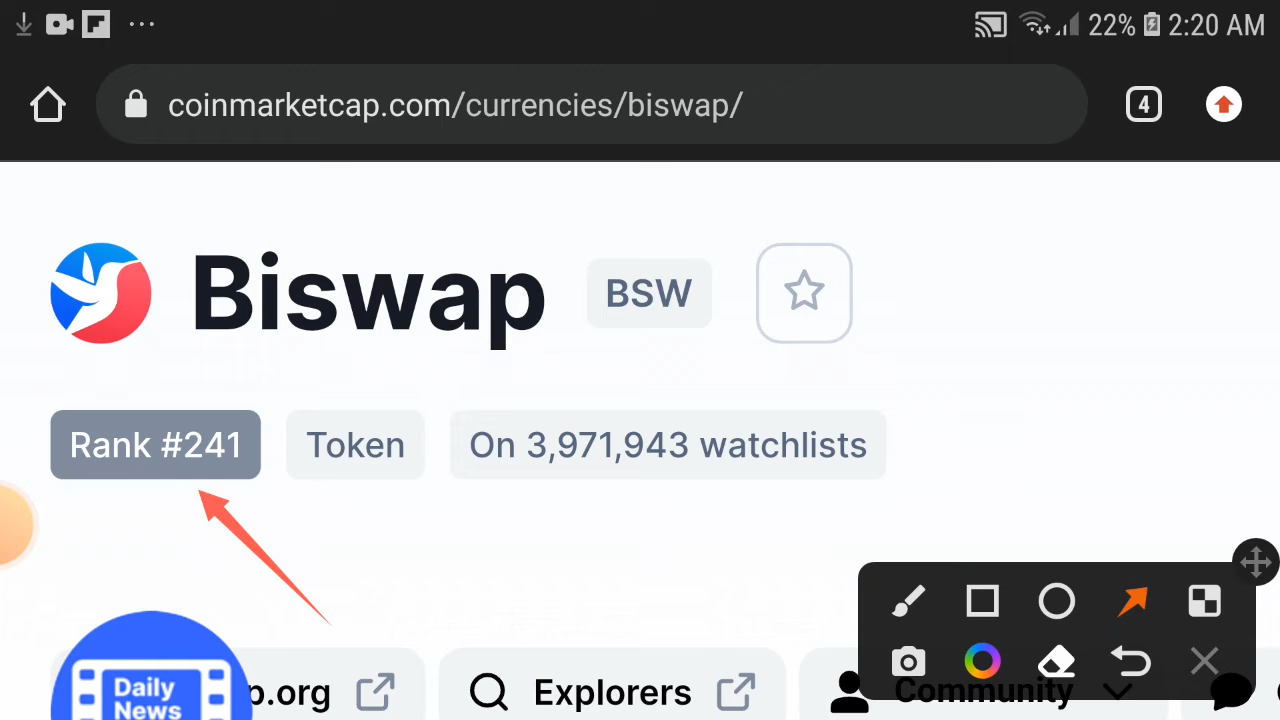 22% 2:20 AM
coinmarketcap.com/currencies/biswap/
4
Biswap
BSW
Rank #241
Token
On 3,971,943 watchlists
Daily
News
p.org
Explorers
Community